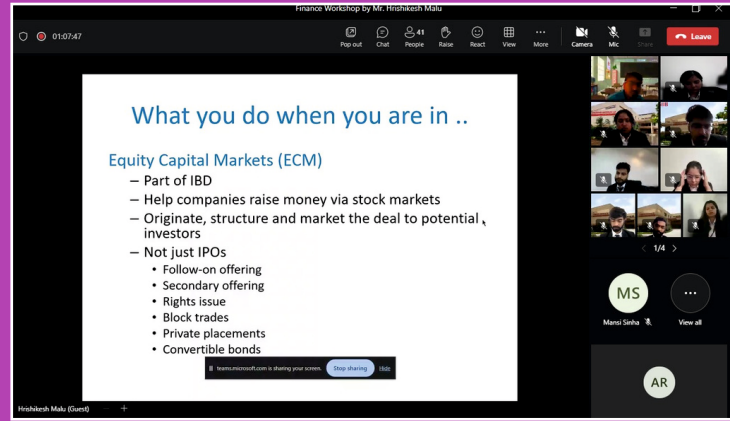 Finance Workshop by Mr. Hrishikesh Malu
01:07:47
Pop out
Chat
41
People
Raise
React
View
More
Camera
Mic
Share
Leave
What you do when you are in ..
Equity Capital Markets (ECM)
– Part of IBD
– Help companies raise money via stock markets
– Originate, structure and market the deal to potential
investors
– Not just IPOs
• Follow-on offering
• Secondary offering
• Rights issue
• Block trades
• Private placements
• Convertible bonds
teams.microsoft.com is sharing your screen.
Stop sharing
Hide
Hrishikesh Malu (Guest)
1/4
MS
Mansi Sinha
View all
AR